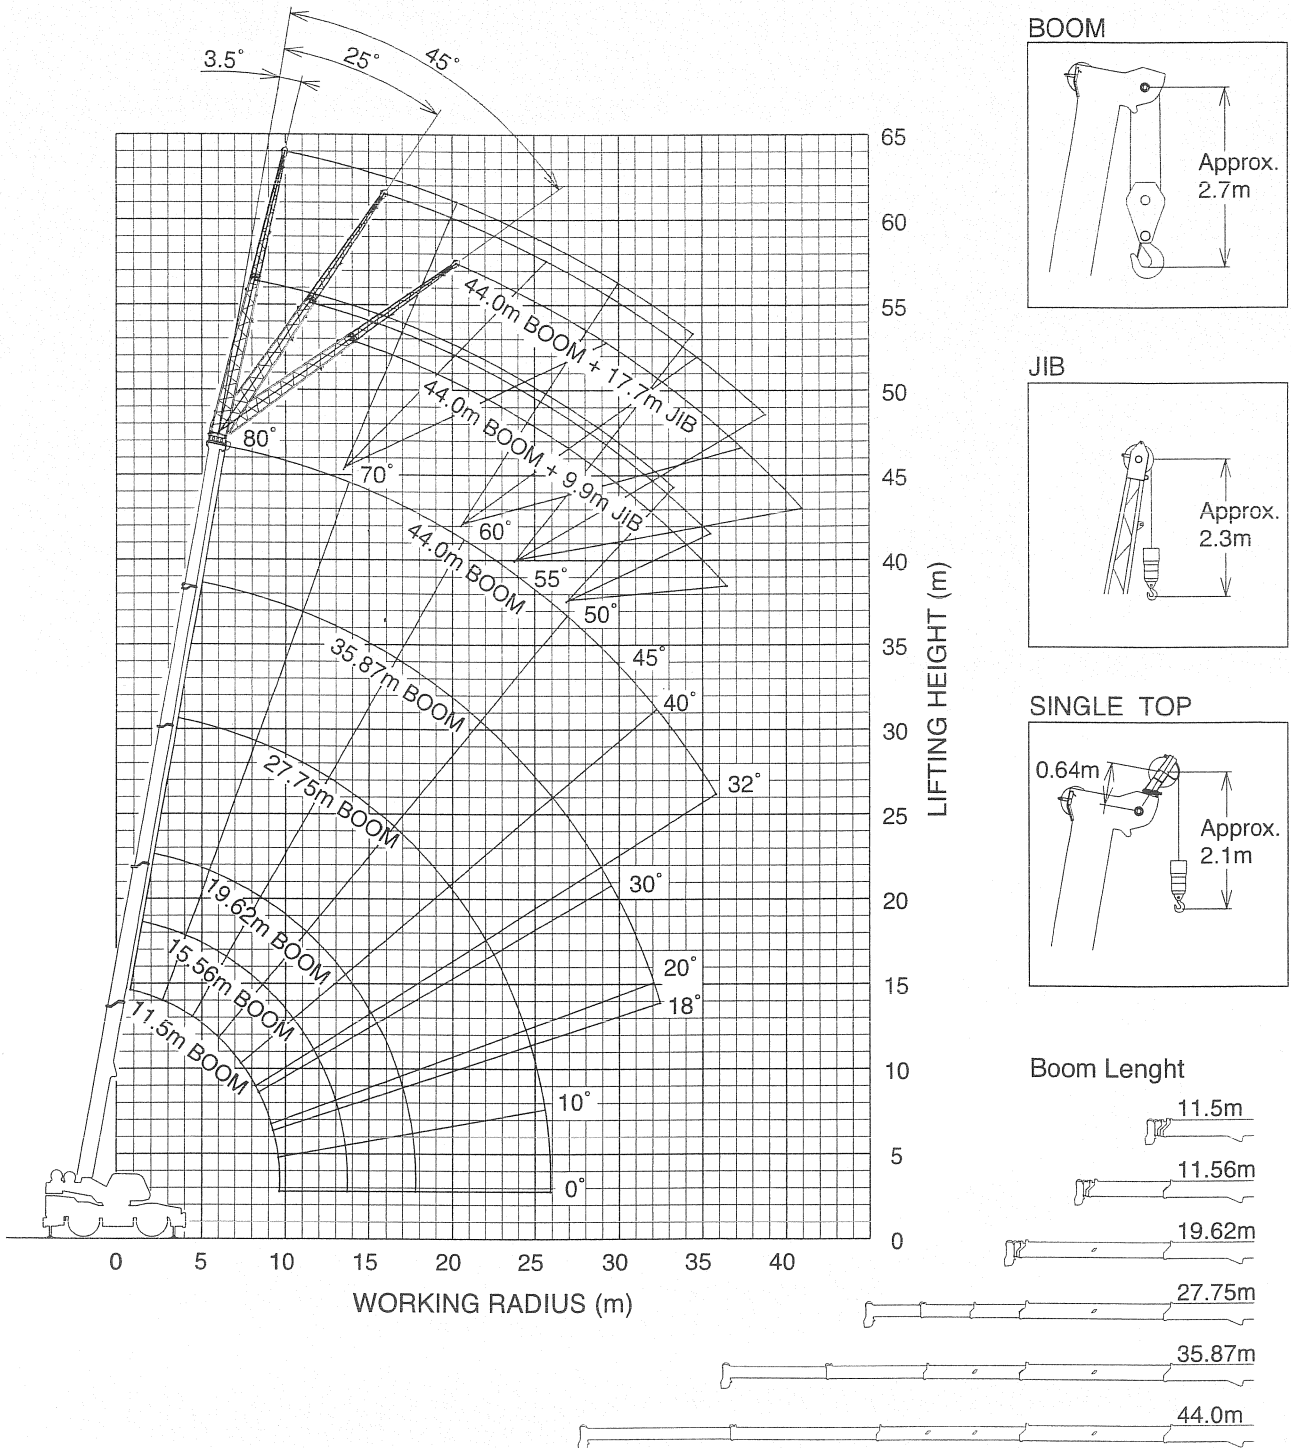 3.5°
25°
45°
80°
70°
60°
55°
50°
45°
40°
32°
30°
20°
18°
10°
0°
44.0m BOOM + 17.7m JIB
44.0m BOOM + 9.9m JIB
44.0m BOOM
35.87m BOOM
27.75m BOOM
19.62m BOOM
15.56m BOOM
11.5m BOOM
65
60
55
50
45
40
35
30
25
20
15
10
5
0
LIFTING HEIGHT (m)
0 5 10 15 20 25 30 35 40
WORKING RADIUS (m)
BOOM
Approx.
2.7m
JIB
Approx.
2.3m
SINGLE TOP
0.64m
Approx.
2.1m
Boom Lenght
11.5m
11.56m
19.62m
27.75m
35.87m
44.0m